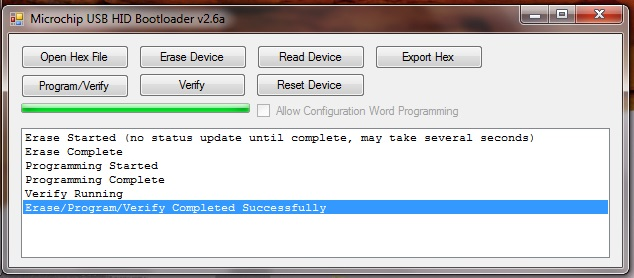 Microchip USB HID Bootloader v2.6a
Open Hex File Erase Device Read Device Export Hex
Program/Verify Verify Reset Device
Allow Configuration Word Programming
Erase Started (no status update until complete, may take several seconds)
Erase Complete
Programming Started
Programming Complete
Verify Running
Erase/Program/Verify Completed Successfully